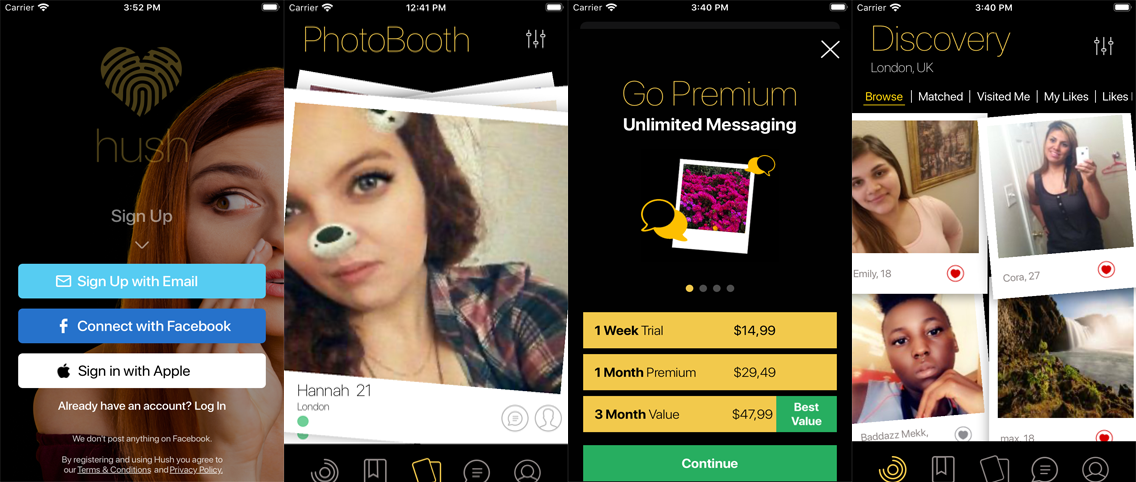 Carrier 3:52 PM
hush
Sign Up
Sign Up with Email
Connect with Facebook
Sign in with Apple
Already have an account? Log In
We don't post anything on Facebook.
By registering and using Hush you agree to
our Terms & Conditions and Privacy Policy.
Carrier 12:41 PM
PhotoBooth
Hannah 21
London
Carrier 3:40 PM
Go Premium
Unlimited Messaging
1 Week Trial $14,99
1 Month Premium $29,49
3 Month Value $47,99 Best
Value
Continue
Carrier 3:40 PM
Discovery
London, UK
Browse | Matched | Visited Me | My Likes | Likes
Emily, 18
Cora, 27
Baddazz Mekk,
max, 18